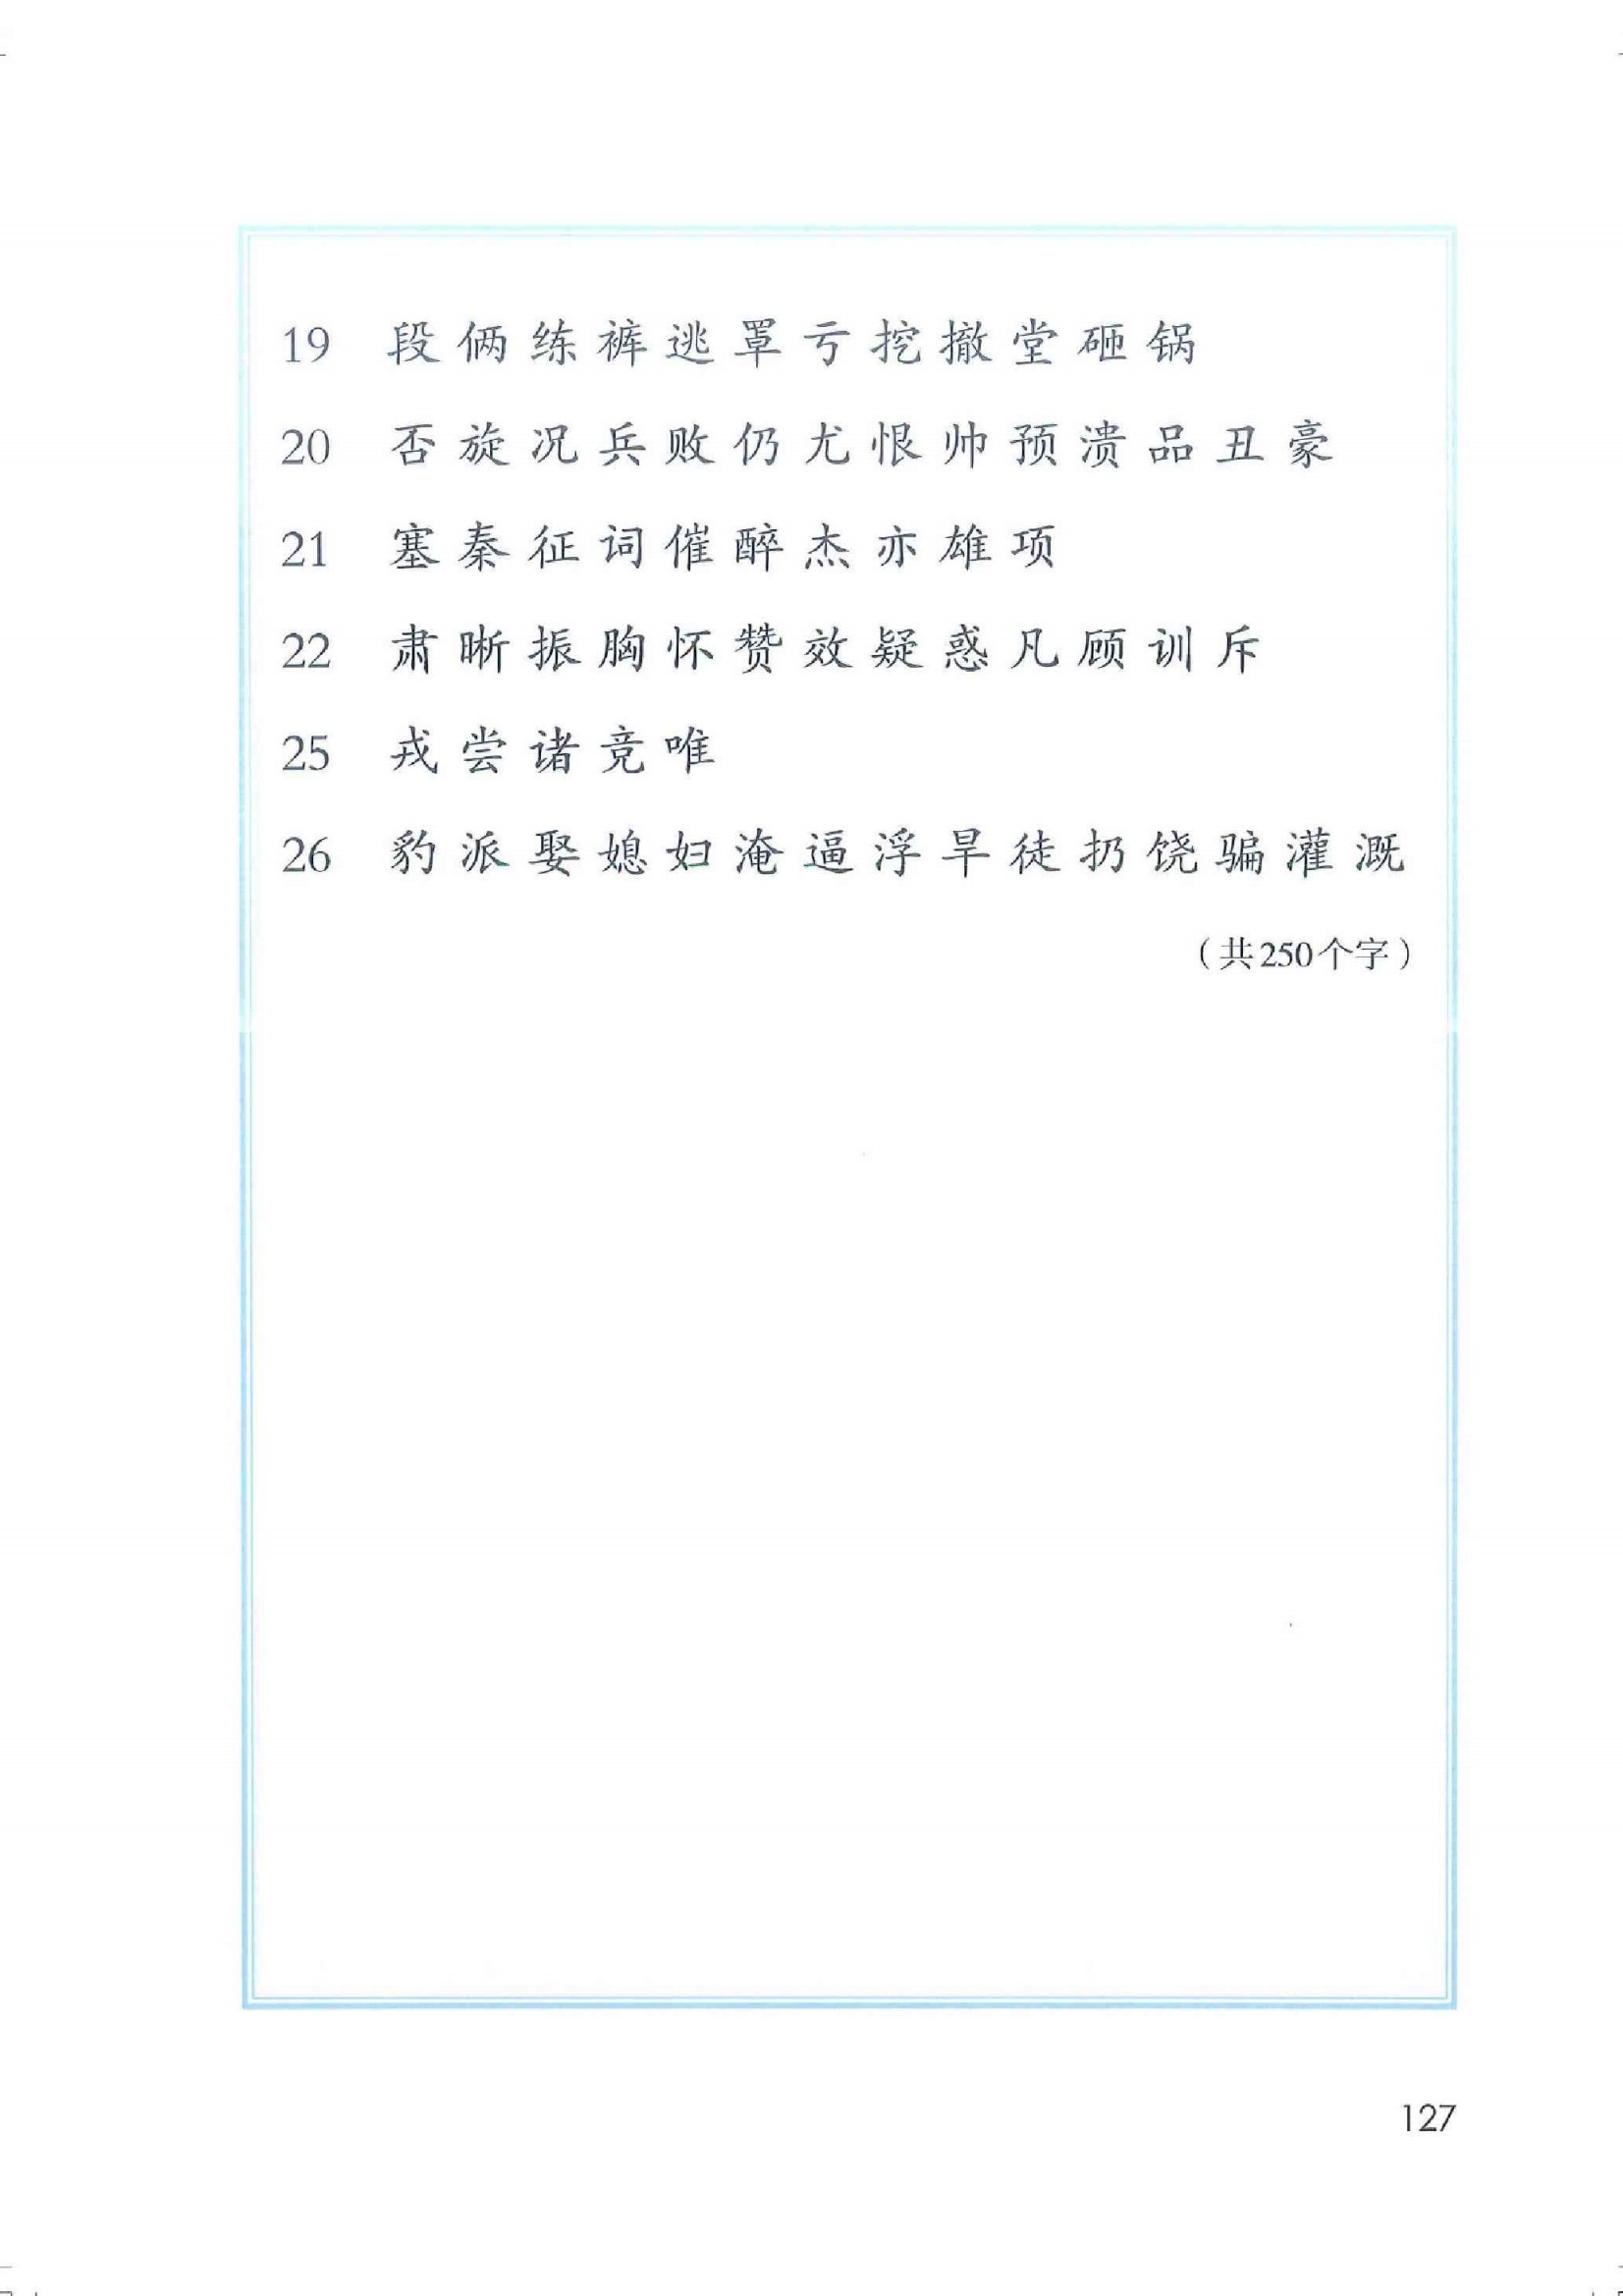 19 段 俩 练 裤 逃 罩 亏 挖 撤 堂 砸 锅
20 否 旋 况 兵 败 仍 尤 恨 帅 预 溃 品 丑 豪
21 塞 秦 征 词 催 醉 杰 亦 雄 项
22 肃 晰 振 胸 怀 赞 效 疑 惑 凡 顾 训 斥
25 戎 尝 诸 竞 唯
26 豹 派 娶 媳 妇 淹 逼 浮 旱 徒 扔 饶 骗 灌 溉
（共250个字）
127